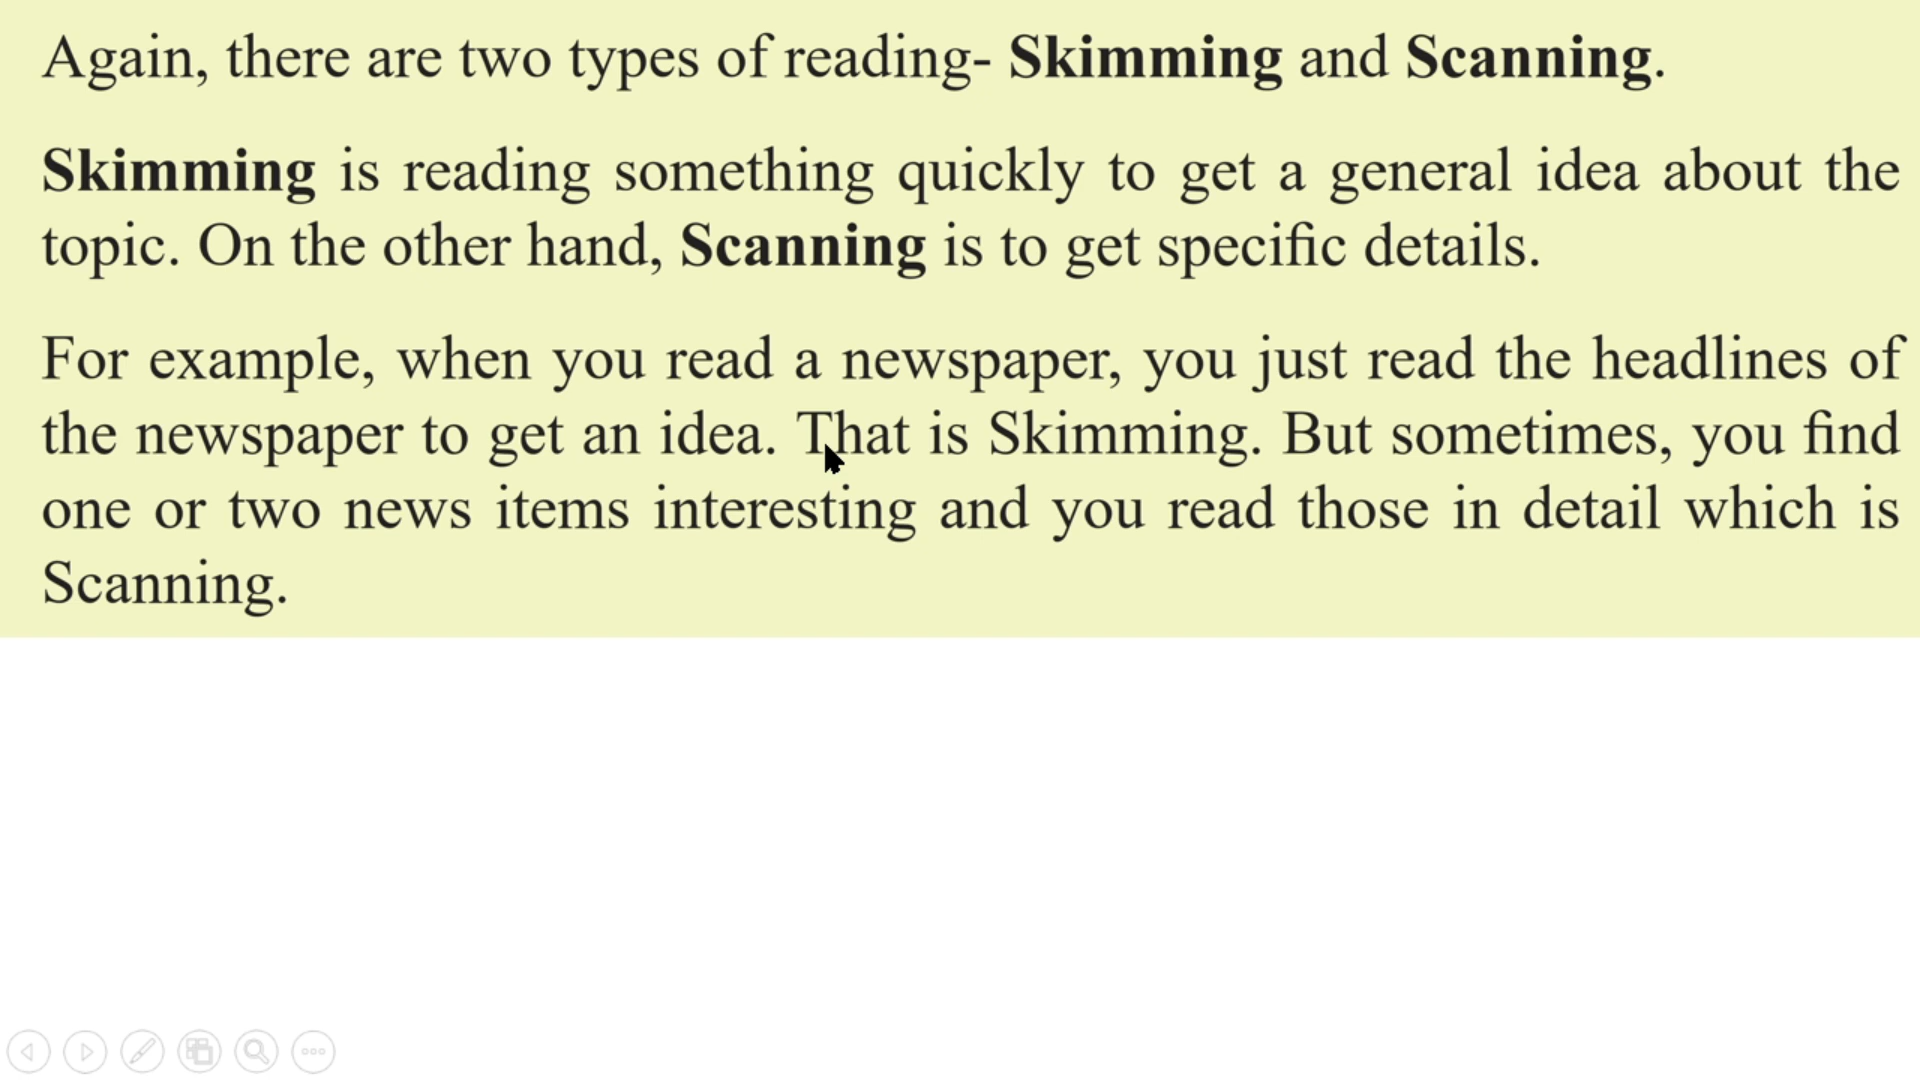 Again, there are two types of reading- Skimming and Scanning.
Skimming is reading something quickly to get a general idea about the
topic. On the other hand, Scanning is to get specific details.
For example, when you read a newspaper, you just read the headlines of
the newspaper to get an idea. That is Skimming. But sometimes, you find
one or two news items interesting and you read those in detail which is
Scanning.